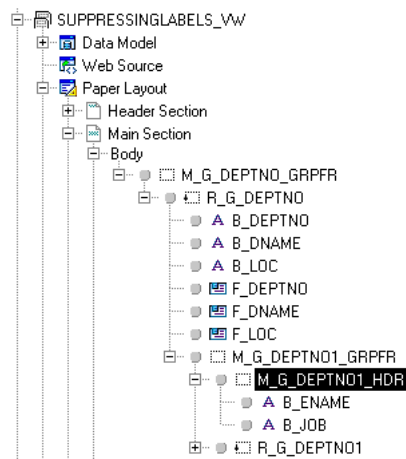 SUPPRESSINGLABELS_VW
Data Model
Web Source
Paper Layout
Header Section
Main Section
Body
M_G_DEPTNO_GRPFR
R_G_DEPTNO
A B_DEPTNO
A B_DNAME
A B_LOC
F_DEPTNO
F_DNAME
F_LOC
M_G_DEPTNO1_GRPFR
M_G_DEPTNO1_HDR
A B_ENAME
A B_JOB
R_G_DEPTNO1